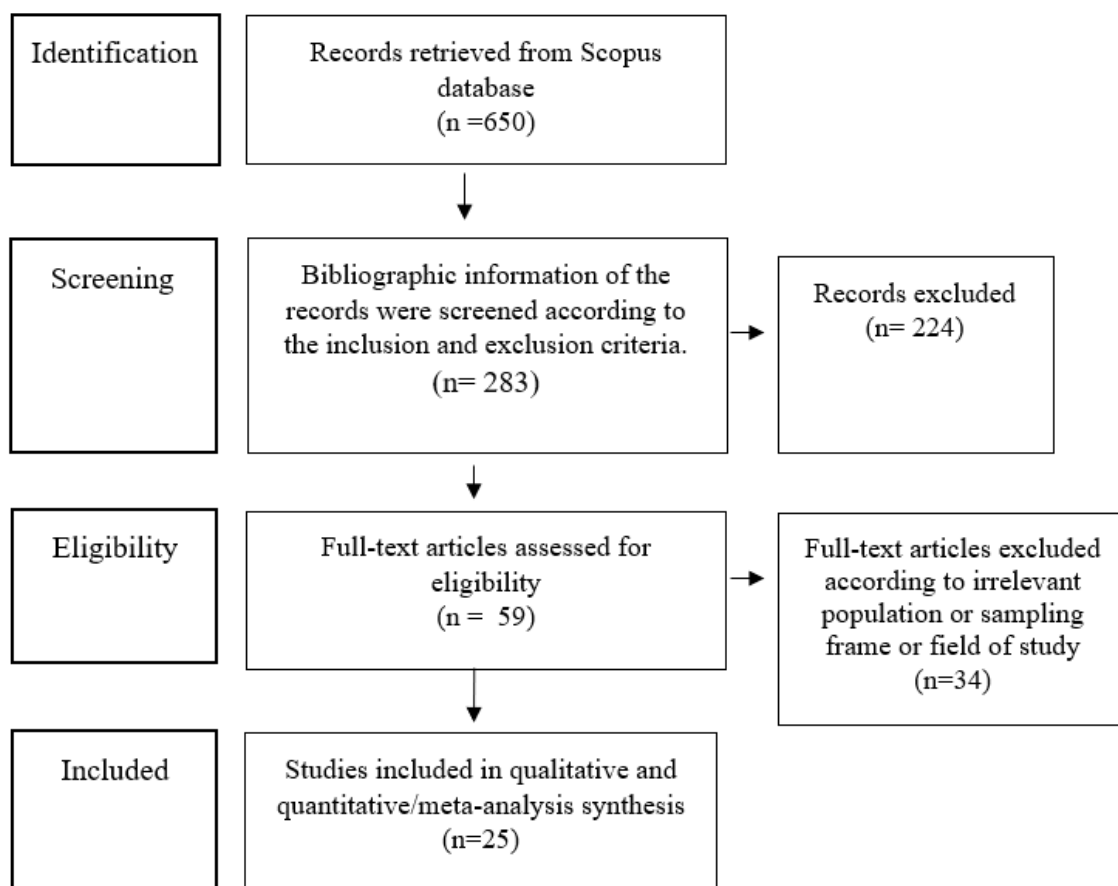 Identification
Records retrieved from Scopus
database
(n =650)
Screening
Bibliographic information of the
records were screened according to
the inclusion and exclusion criteria.
(n= 283)
Records excluded
(n= 224)
Eligibility
Full-text articles assessed for
eligibility
(n =  59)
Full-text articles excluded
according to irrelevant
population or sampling
frame or field of study
(n=34)
Included
Studies included in qualitative and
quantitative/meta-analysis synthesis
(n=25)